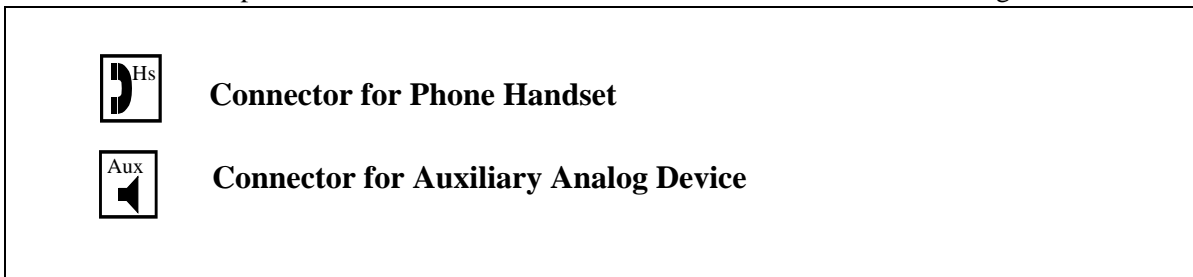 Hs
Connector for Phone Handset
Aux
Connector for Auxiliary Analog Device